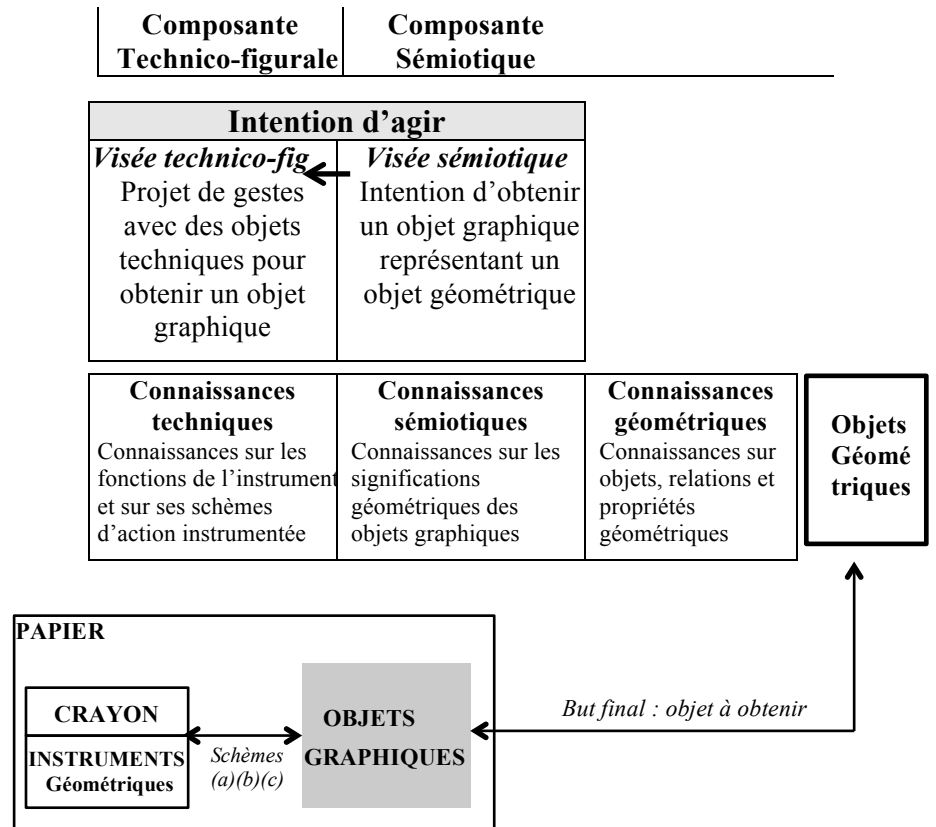 Composante
Technico-figurale
Composante
Sémiotique
Intention d’agir
Visée technico-fig
Projet de gestes
avec des objets
techniques pour
obtenir un objet
graphique
Visée sémiotique
Intention d’obtenir
un objet graphique
représentant un
objet géométrique
Connaissances
techniques
Connaissances sur les
fonctions de l’instrument
et sur ses schèmes
d’action instrumentée
Connaissances
sémiotiques
Connaissances sur les
significations
géométriques des
objets graphiques
Connaissances
géométriques
Connaissances sur
objets, relations et
propriétés
géométriques
Objets
Géomé
triques
PAPIER
CRAYON
INSTRUMENTS
Géométriques
Schèmes
(a)(b)(c)
OBJETS
GRAPHIQUES
But final : objet à obtenir